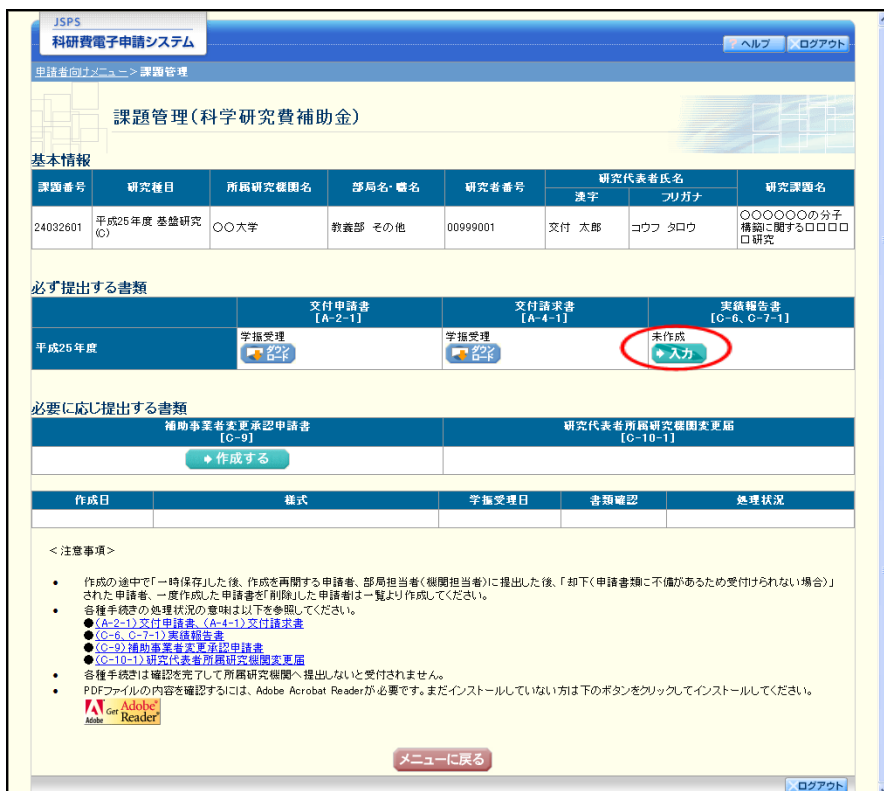 JSPS
科研費電子申請システム
? ヘルプ
×ログアウト
申請者向けメニュー>課題管理
課題管理(科学研究費補助金)
基本情報
課題番号 研究種目 所属研究機関名 部局名・職名 研究者番号 研究代表者氏名 研究課題名
漢字 フリガナ
24032601 平成25年度 基盤研究(C) 〇〇大学 教養部 その他 00999001 交付 太郎 コウフ タロウ 〇〇〇〇〇〇の分子構築に関する□□□□□研究
必ず提出する書類
交付申請書 交付請求書 実績報告書
[A-2-1] [A-4-1] [C-6、C-7-1]
学振受理 学振受理 未作成
平成25年度 ダウンロード ダウンロード 入力
必要に応じ提出する書類
補助事業者変更承認申請書 研究代表者所属研究機関変更届
[C-9] [C-10-1]
作成する
作成日 様式 学振受理日 書類確認 処理状況
<注意事項>
• 作成の途中で「一時保存」した後、作成を再開する申請者、部局担当者(機関担当者)に提出した後、「却下(申請書類に不備があるため受付けられない場合)」
された申請者、一度作成した申請書を「削除」した申請者は一覧より作成してください。
• 各種手続きの処理状況の意味は以下を参照してください。
●(A-2-1)交付申請書、(A-4-1)交付請求書
●(C-6、C-7-1)実績報告書
●(C-9)補助事業者変更承認申請書
●(C-10-1)研究代表者所属研究機関変更届
• 各種手続きは確認を完了して所属研究機関へ提出しないと受付されません。
• PDFファイルの内容を確認するには、Adobe Acrobat Readerが必要です。まだインストールしていない方は下のボタンをクリックしてインストールしてください。
Adobe Get Adobe® Reader®
メニューに戻る
×ログアウト